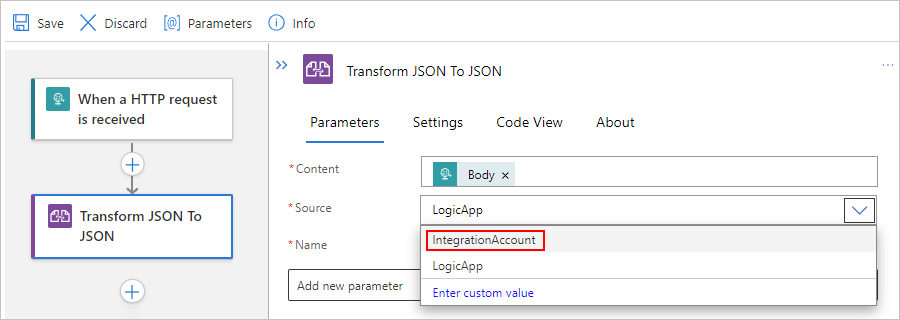 Save Discard [@] Parameters Info
When a HTTP request
is received
Transform JSON To
JSON
Transform JSON To JSON
...
Parameters Settings Code View About
* Content
Body ×
* Source
LogicApp
IntegrationAccount
* Name
LogicApp
Add new parameter
Enter custom value